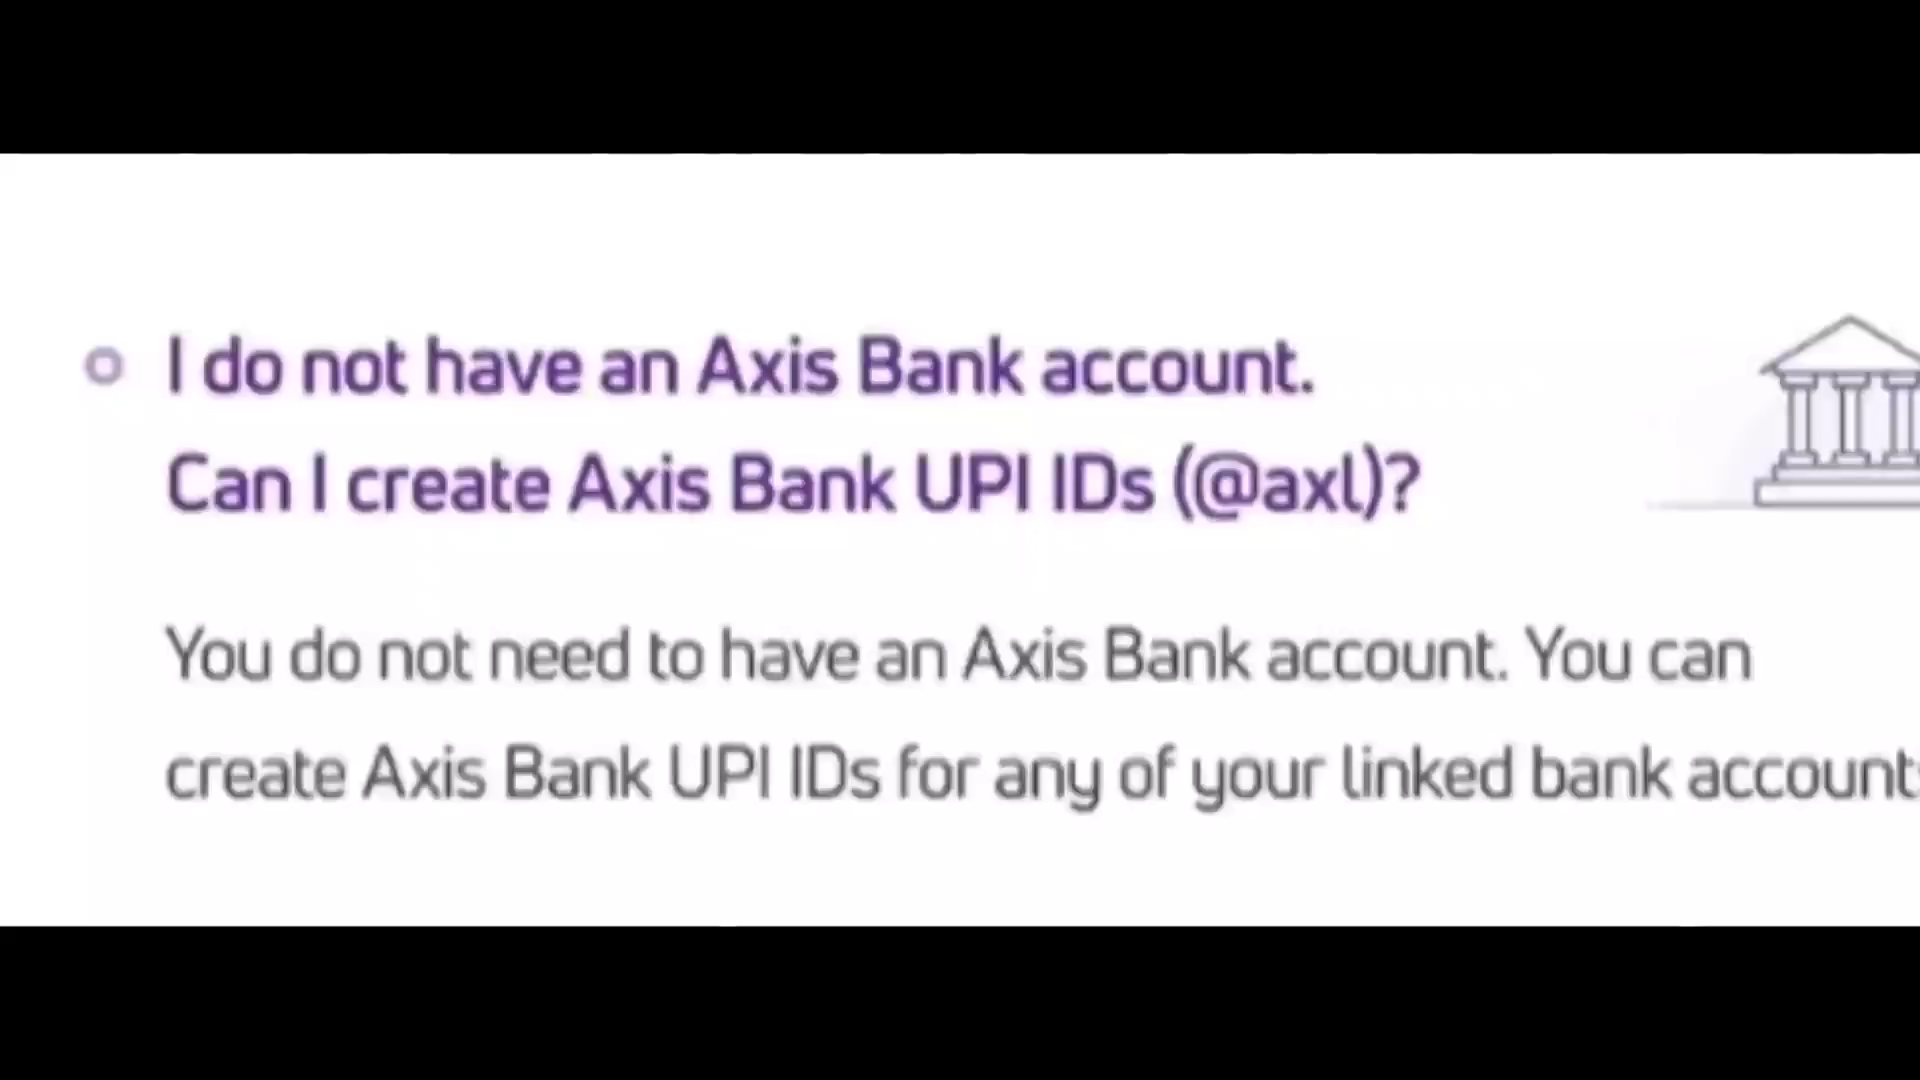 I do not have an Axis Bank account.
Can I create Axis Bank UPI IDs (@axl)?
You do not need to have an Axis Bank account. You can
create Axis Bank UPI IDs for any of your linked bank accounts